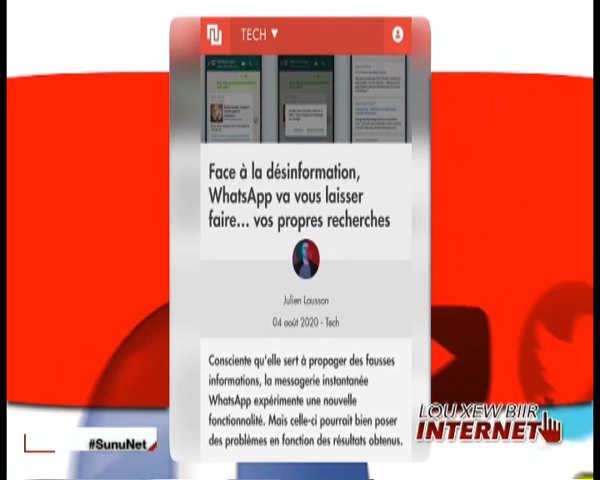 TECH
Face à la désinformation,
WhatsApp va vous laisser
faire... vos propres recherches
Julien Lausson
04 août 2020 - Tech
Consciente qu'elle sert à propager des fausses
informations, la messagerie instantanée
WhatsApp expérimente une nouvelle
fonctionnalité. Mais celle-ci pourrait bien poser
des problèmes en fonction des résultats obtenus.
#SunuNet
LOU XEW BIIR
INTERNET